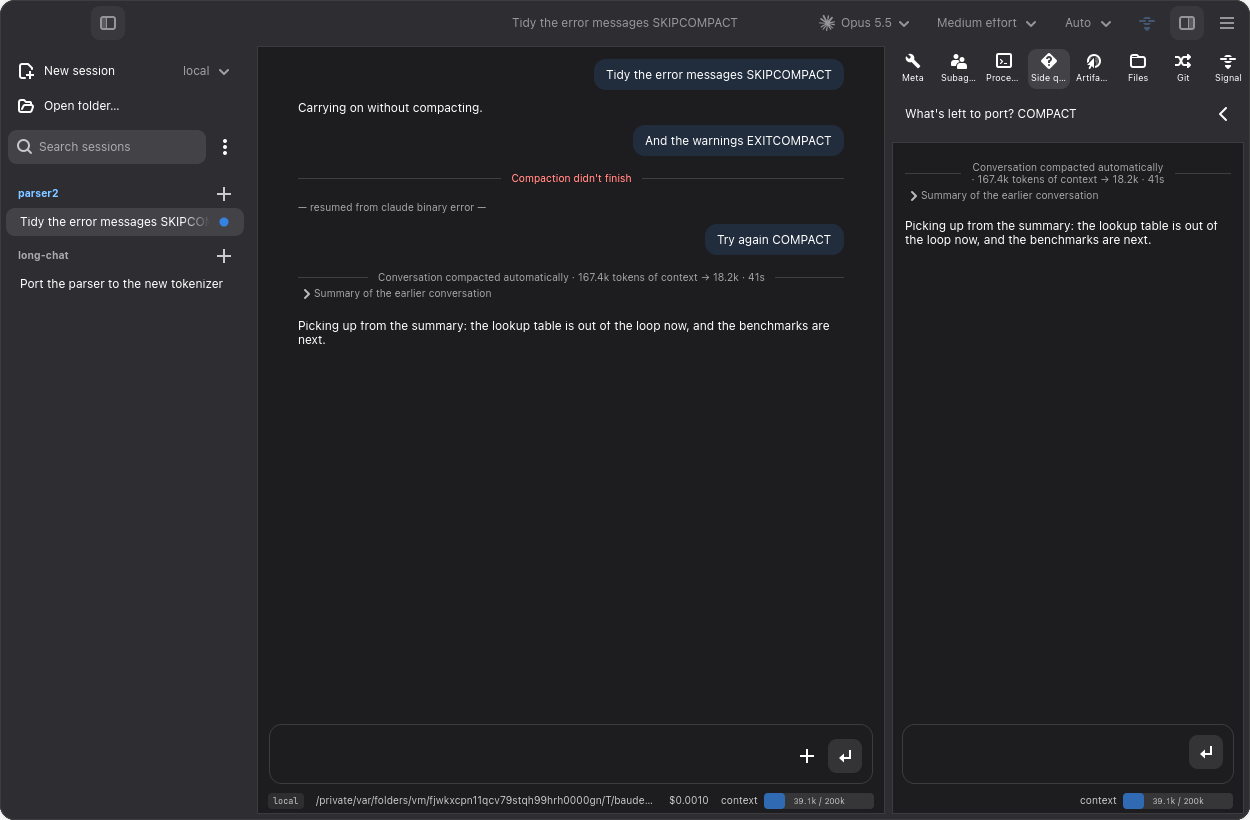 Tidy the error messages SKIPCOMPACT
Opus 5.5
Medium effort
Auto
New session
local
Open folder...
Search sessions
parser2
Tidy the error messages SKIPCO
long-chat
Port the parser to the new tokenizer
Tidy the error messages SKIPCOMPACT
Carrying on without compacting.
And the warnings EXITCOMPACT
Compaction didn't finish
— resumed from claude binary error —
Try again COMPACT
Conversation compacted automatically · 167.4k tokens of context → 18.2k · 41s
Summary of the earlier conversation
Picking up from the summary: the lookup table is out of the loop now, and the benchmarks are
next.
local
/private/var/folders/vm/fjwkxcpn11qcv79stqh99hrh0000gn/T/baude...
$0.0010
context
39.1k / 200k
Meta
Subag...
Proce...
Side q...
Artifa...
Files
Git
Signal
What's left to port? COMPACT
Conversation compacted automatically
· 167.4k tokens of context → 18.2k · 41s
Summary of the earlier conversation
Picking up from the summary: the lookup table is out of
the loop now, and the benchmarks are next.
context
39.1k / 200k